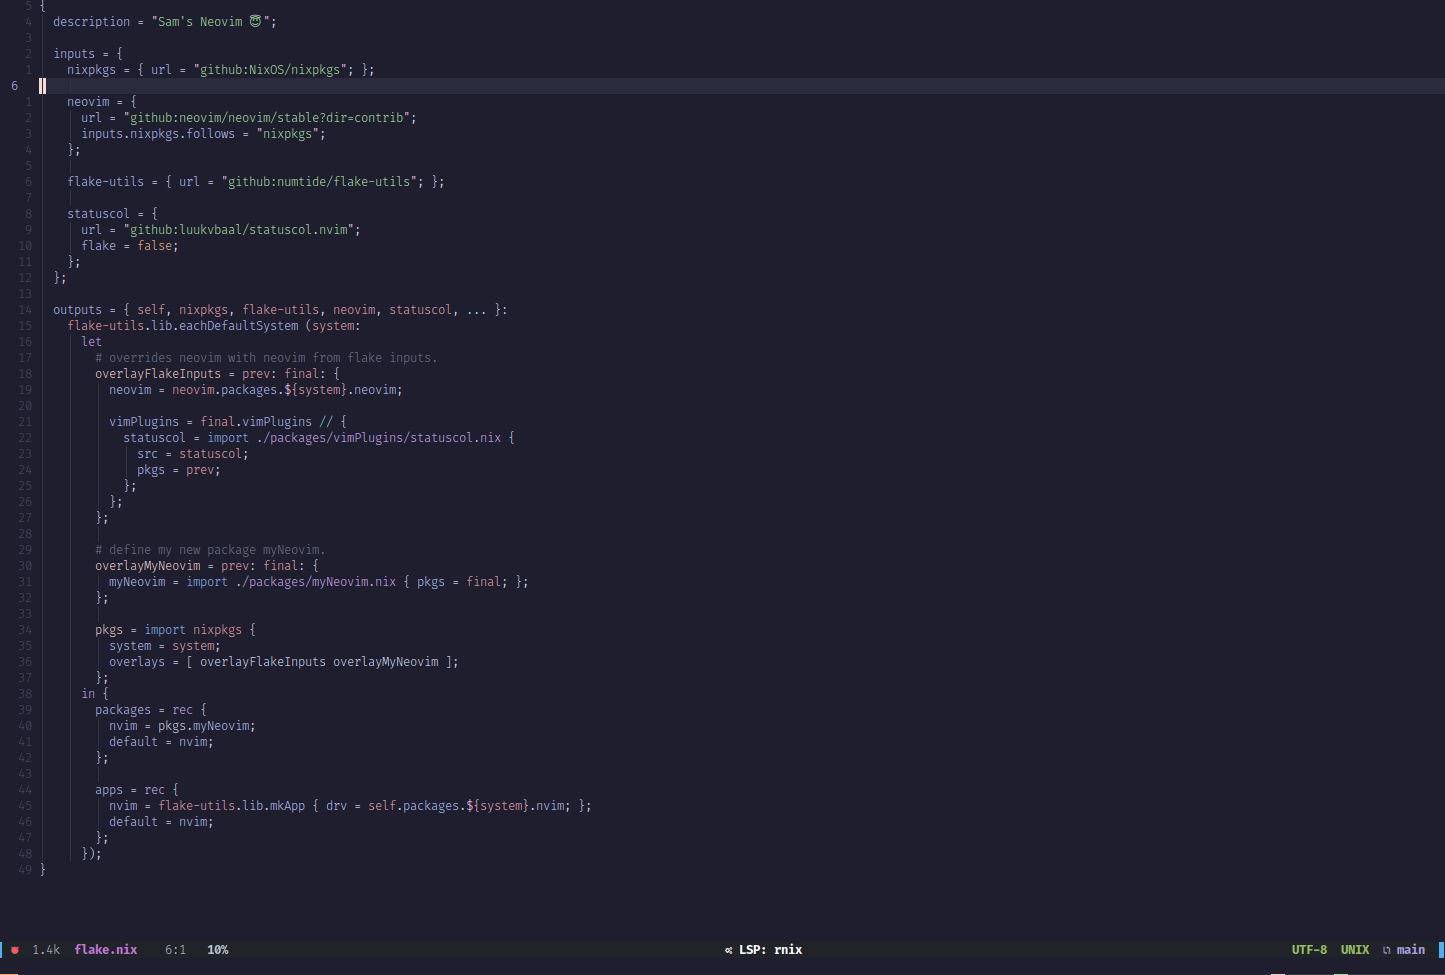 5 {
4   description = "Sam's Neovim 😇";
3
2   inputs = {
1     nixpkgs = { url = "github:NixOS/nixpkgs"; };
6
1     neovim = {
2       url = "github:neovim/neovim/stable?dir=contrib";
3       inputs.nixpkgs.follows = "nixpkgs";
4     };
5
6     flake-utils = { url = "github:numtide/flake-utils"; };
7
8     statuscol = {
9       url = "github:luukvbaal/statuscol.nvim";
10       flake = false;
11     };
12   };
13
14   outputs = { self, nixpkgs, flake-utils, neovim, statuscol, ... }:
15     flake-utils.lib.eachDefaultSystem (system:
16       let
17         # overrides neovim with neovim from flake inputs.
18         overlayFlakeInputs = prev: final: {
19           neovim = neovim.packages.${system}.neovim;
20
21           vimPlugins = final.vimPlugins // {
22             statuscol = import ./packages/vimPlugins/statuscol.nix {
23               src = statuscol;
24               pkgs = prev;
25             };
26           };
27         };
28
29         # define my new package myNeovim.
30         overlayMyNeovim = prev: final: {
31           myNeovim = import ./packages/myNeovim.nix { pkgs = final; };
32         };
33
34         pkgs = import nixpkgs {
35           system = system;
36           overlays = [ overlayFlakeInputs overlayMyNeovim ];
37         };
38       in {
39         packages = rec {
40           nvim = pkgs.myNeovim;
41           default = nvim;
42         };
43
44         apps = rec {
45           nvim = flake-utils.lib.mkApp { drv = self.packages.${system}.nvim; };
46           default = nvim;
47         };
48       });
49 }
1.4k flake.nix 6:1 10% LSP: rnix UTF-8 UNIX main